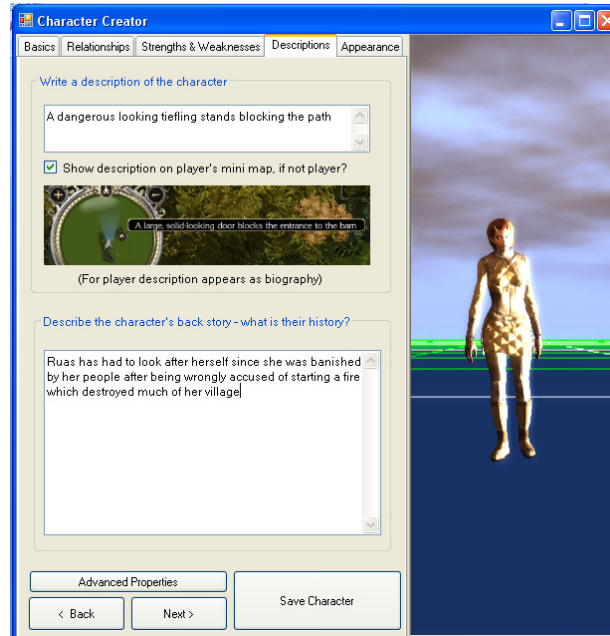 Character Creator
Basics Relationships Strengths & Weaknesses Descriptions Appearance
Write a description of the character
A dangerous looking tiefling stands blocking the path
Show description on player's mini map, if not player?
A large, solid-looking door blocks the entrance to the barn
(For player description appears as biography)
Describe the character's back story - what is their history?
Ruas has had to look after herself since she was banished
by her people after being wrongly accused of starting a fire
which destroyed much of her village
Advanced Properties
< Back
Next >
Save Character